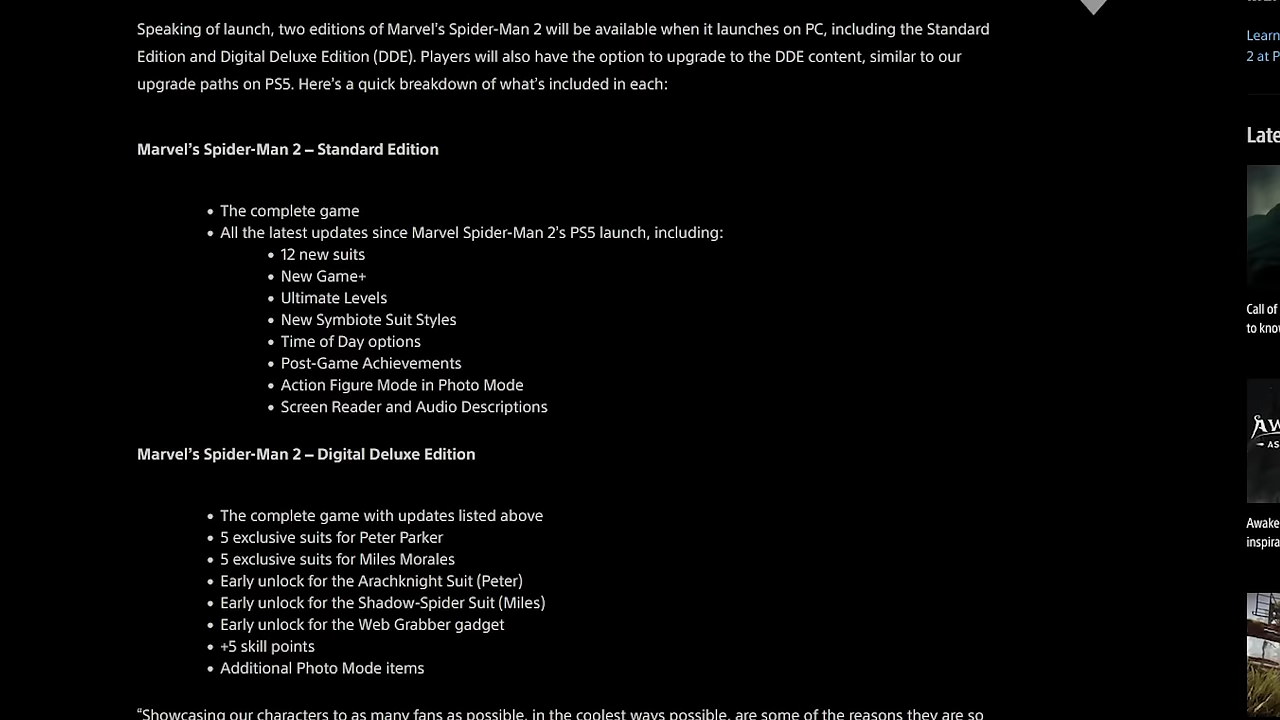 Speaking of launch, two editions of Marvel’s Spider-Man 2 will be available when it launches on PC, including the Standard
Edition and Digital Deluxe Edition (DDE). Players will also have the option to upgrade to the DDE content, similar to our
upgrade paths on PS5. Here’s a quick breakdown of what’s included in each:
Marvel’s Spider-Man 2 – Standard Edition
• The complete game
• All the latest updates since Marvel Spider-Man 2’s PS5 launch, including:
• 12 new suits
• New Game+
• Ultimate Levels
• New Symbiote Suit Styles
• Time of Day options
• Post-Game Achievements
• Action Figure Mode in Photo Mode
• Screen Reader and Audio Descriptions
Marvel’s Spider-Man 2 – Digital Deluxe Edition
• The complete game with updates listed above
• 5 exclusive suits for Peter Parker
• 5 exclusive suits for Miles Morales
• Early unlock for the Arachknight Suit (Peter)
• Early unlock for the Shadow-Spider Suit (Miles)
• Early unlock for the Web Grabber gadget
• +5 skill points
• Additional Photo Mode items
“Showcasing our characters to as many fans as possible, in the coolest ways possible, are some of the reasons they are so
Learn
2 at P
Late
Call of
to kno
AW
AS
Awake
inspira